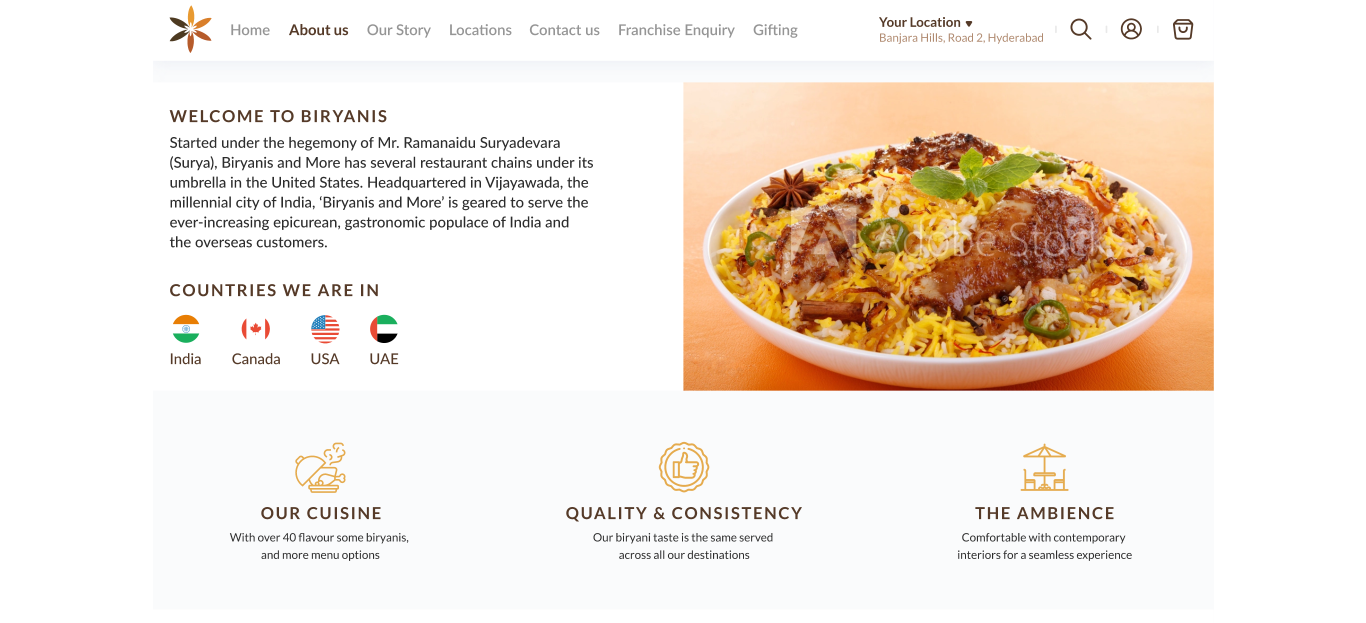 Home About us Our Story Locations Contact us Franchise Enquiry Gifting
Your Location
Banjara Hills, Road 2, Hyderabad
WELCOME TO BIRYANIS
Started under the hegemony of Mr. Ramanaidu Suryadevara
(Surya), Biryanis and More has several restaurant chains under its
umbrella in the United States. Headquartered in Vijayawada, the
millennial city of India, ‘Biryanis and More’ is geared to serve the
ever-increasing epicurean, gastronomic populace of India and
the overseas customers.
COUNTRIES WE ARE IN
India Canada USA UAE
Adobe Stock
OUR CUISINE
With over 40 flavour some biryanis,
and more menu options
QUALITY & CONSISTENCY
Our biryani taste is the same served
across all our destinations
THE AMBIENCE
Comfortable with contemporary
interiors for a seamless experience